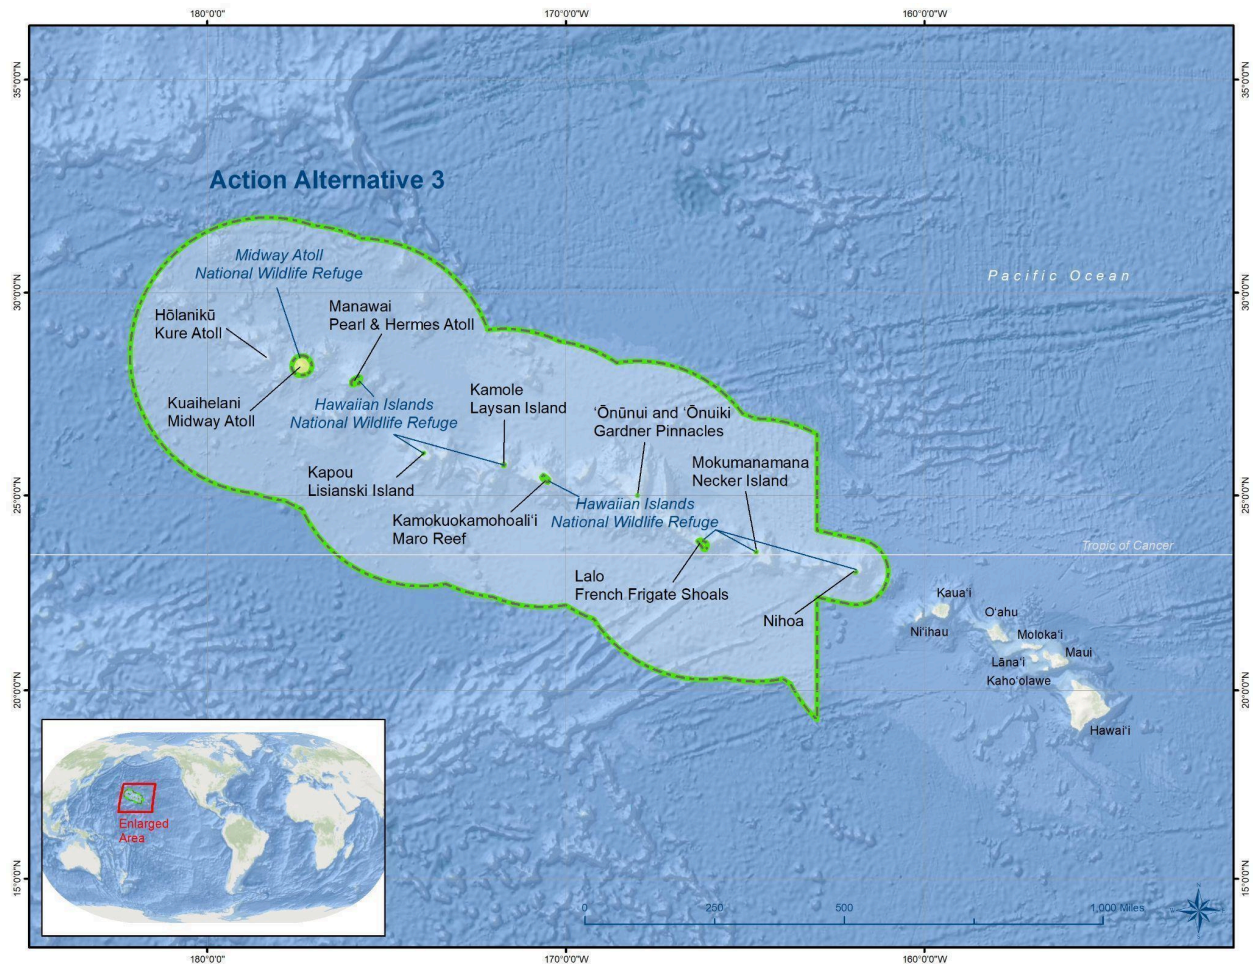 180°0'0"
170°0'0"W
160°0'0"W
35°0'0"N
35°0'0"N
Action Alternative 3
Midway Atoll
National Wildlife Refuge
Pacific Ocean
30°0'0"N
30°0'0"N
Hōlanikū
Kure Atoll
Manawai
Pearl & Hermes Atoll
Kuaihelani
Midway Atoll
Hawaiian Islands
National Wildlife Refuge
Kamole
Laysan Island
ʻŌnūnui and ʻŌnuiki
Gardner Pinnacles
Mokumanamana
Necker Island
Kapou
Lisianski Island
25°0'0"N
25°0'0"N
Kamokuokamohoaliʻi
Maro Reef
Hawaiian Islands
National Wildlife Refuge
Tropic of Cancer
Lalo
French Frigate Shoals
Nihoa
Kauaʻi
Niʻihau
Oʻahu
Molokaʻi
Maui
Lānaʻi
Kahoʻolawe
Hawaiʻi
20°0'0"N
20°0'0"N
Enlarged
Area
15°0'0"N
15°0'0"N
0
250
500
1,000 Miles
N
180°0'0"
170°0'0"W
160°0'0"W